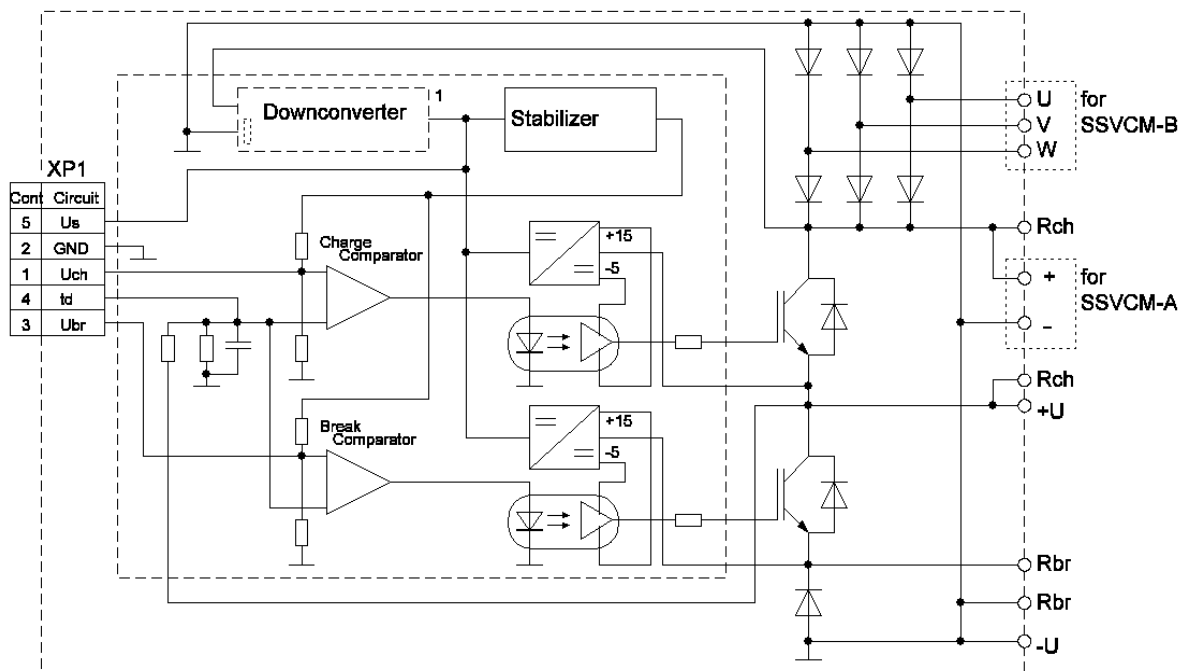 Downconverter
1
Stabilizer
U
for
V
SSVCM-B
W
XP1
Cont Circuit
5 Us
2 GND
1 Uch
4 td
3 Ubr
Charge
Comparator
+15
-5
Rch
+
for
SSVCM-A
-
Rch
+U
Break
Comparator
+15
-5
Rbr
Rbr
-U